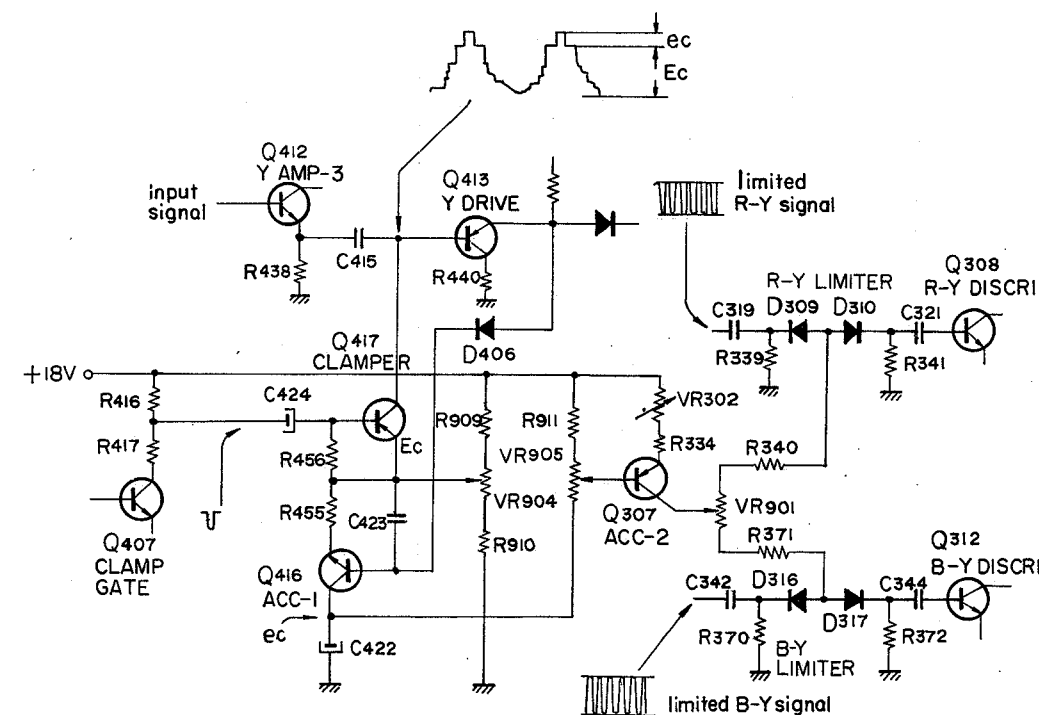 ec
Ec
Q412
Y AMP-3
input
signal
R438
C415
Q413
Y DRIVE
R440
limited
R-Y signal
R-Y LIMITER
D309 D310
C319
R339
C321
R341
Q308
R-Y DISCRI
D406
Q417
CLAMPER
+18V
R416
R417
C424
R456
Ec
R455
C423
R909
VR904
R910
R911
VR905
VR302
R334
Q307
ACC-2
R340
VR901
R371
Q407
CLAMP
GATE
Q416
ACC-1
ec
C422
C342
D316
D317
C344
R370
R372
B-Y
LIMITER
Q312
B-Y DISCRI
limited B-Y signal